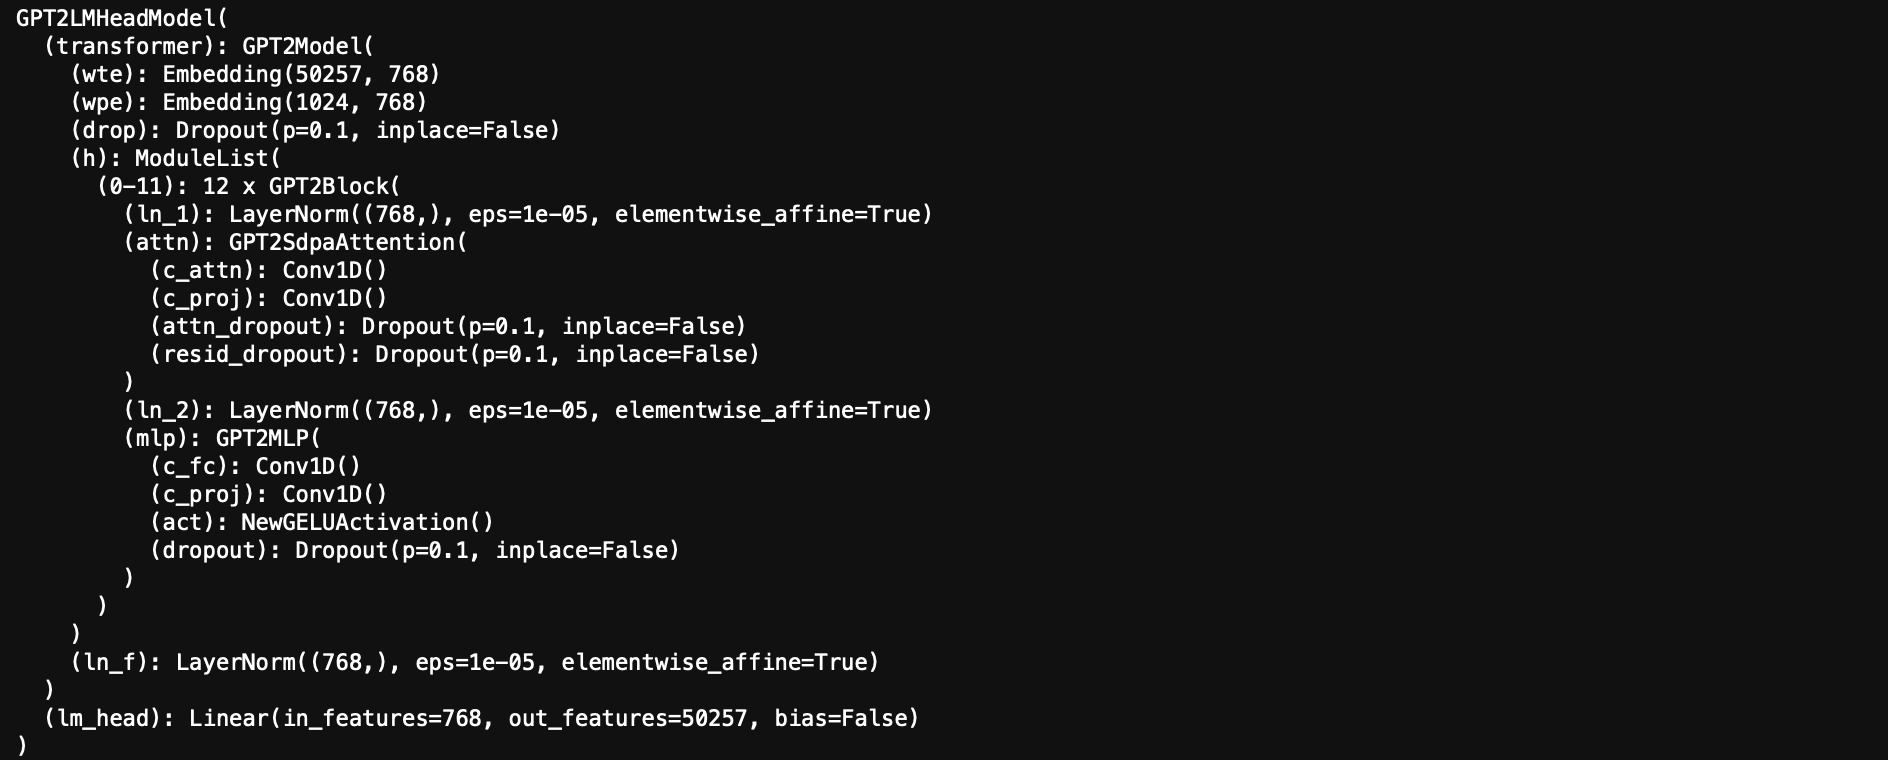 GPT2LMHeadModel(
  (transformer): GPT2Model(
    (wte): Embedding(50257, 768)
    (wpe): Embedding(1024, 768)
    (drop): Dropout(p=0.1, inplace=False)
    (h): ModuleList(
      (0-11): 12 x GPT2Block(
        (ln_1): LayerNorm((768,), eps=1e-05, elementwise_affine=True)
        (attn): GPT2SdpaAttention(
          (c_attn): Conv1D()
          (c_proj): Conv1D()
          (attn_dropout): Dropout(p=0.1, inplace=False)
          (resid_dropout): Dropout(p=0.1, inplace=False)
        )
        (ln_2): LayerNorm((768,), eps=1e-05, elementwise_affine=True)
        (mlp): GPT2MLP(
          (c_fc): Conv1D()
          (c_proj): Conv1D()
          (act): NewGELUActivation()
          (dropout): Dropout(p=0.1, inplace=False)
        )
      )
    )
    (ln_f): LayerNorm((768,), eps=1e-05, elementwise_affine=True)
  )
  (lm_head): Linear(in_features=768, out_features=50257, bias=False)
)